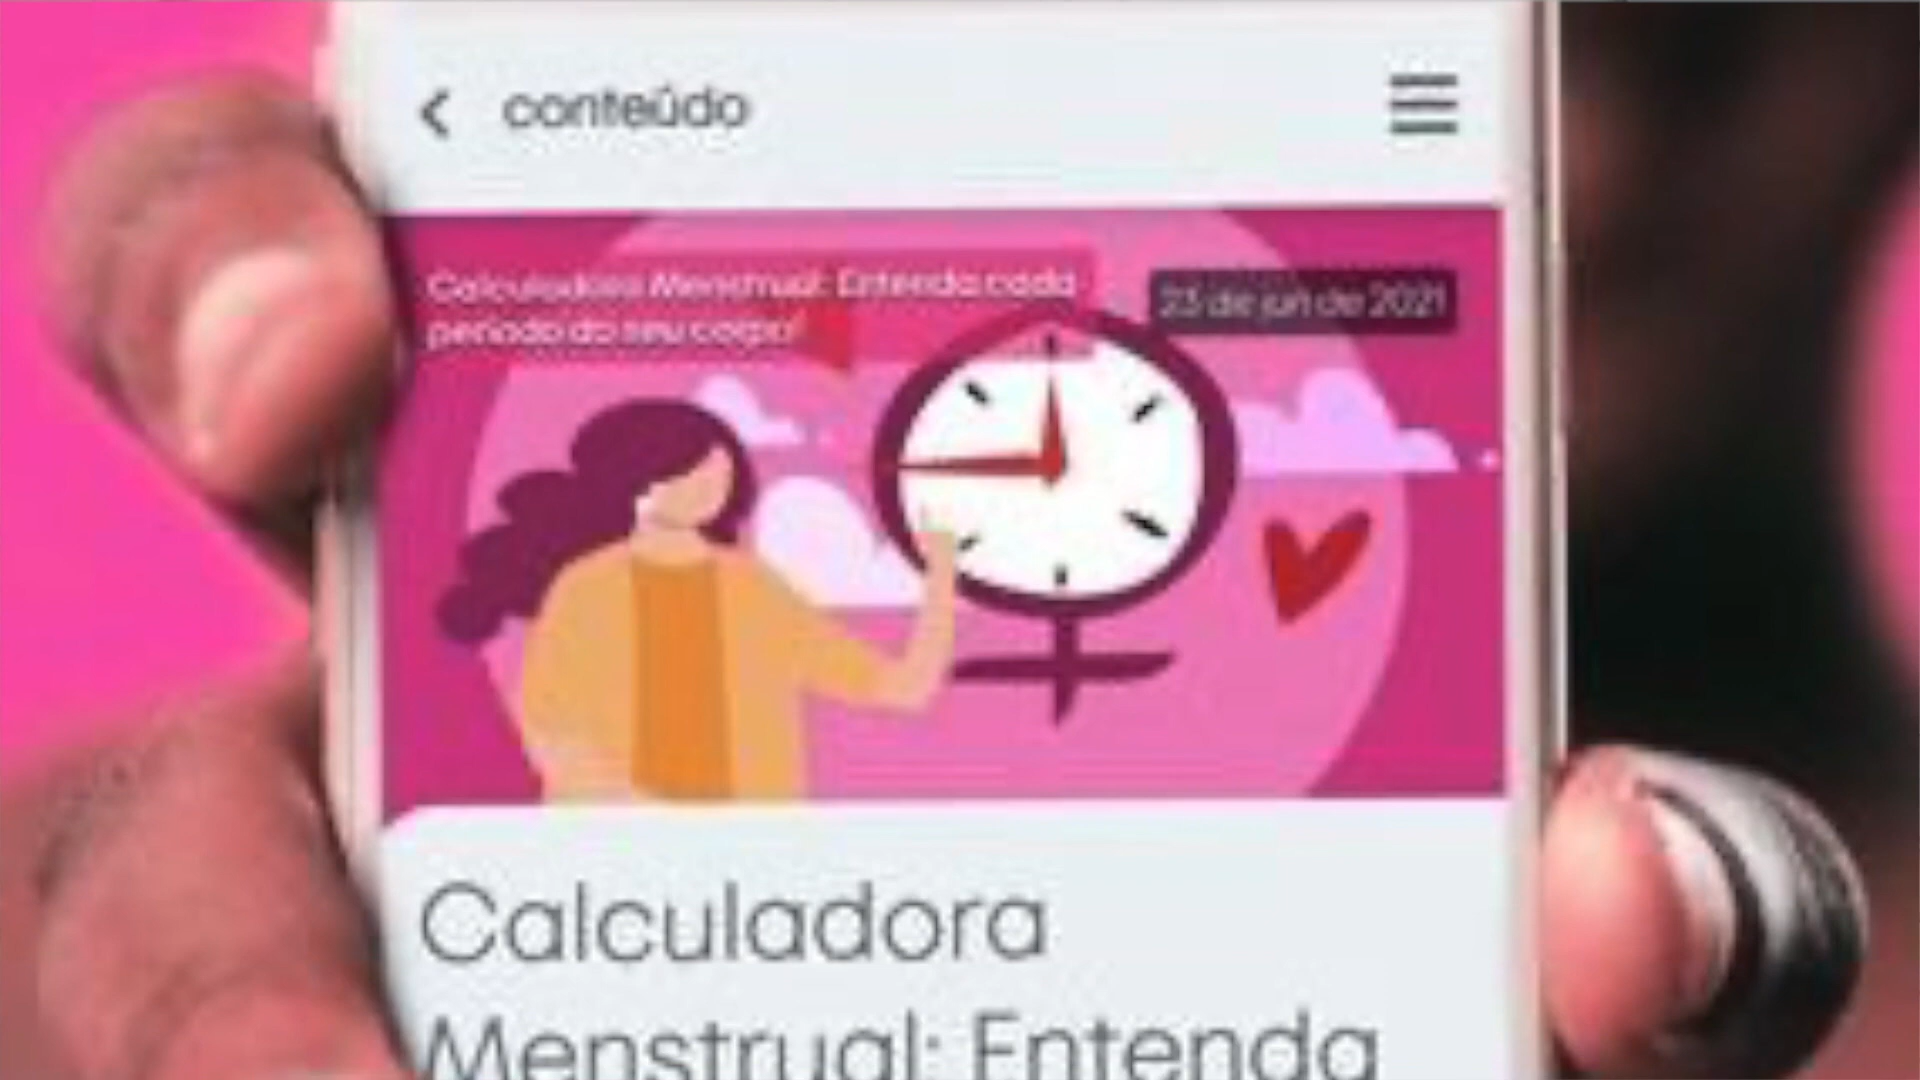 conteúdo
Calculadora Menstrual: Entenda cada
período do seu corpo!
23 de jun de 2021
Calculadora
Menstrual: Entenda